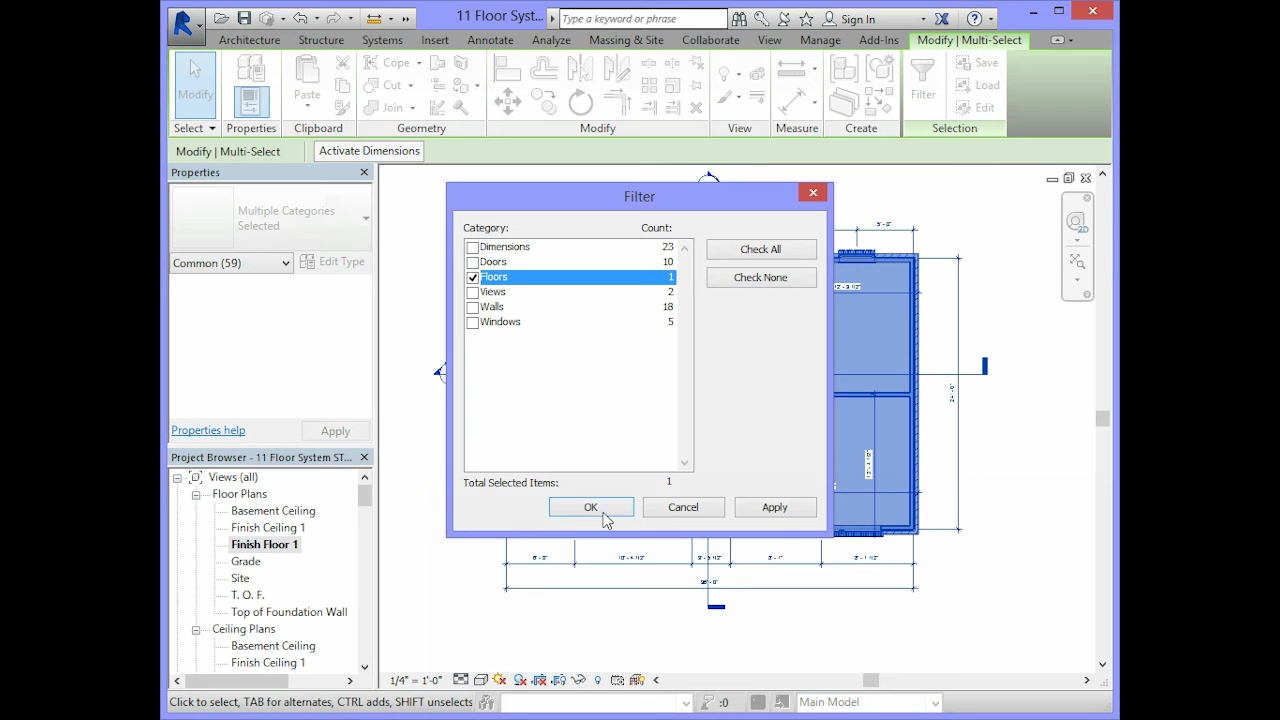 11 Floor Syst...
Type a keyword or phrase
Sign In
Architecture Structure Systems Insert Annotate Analyze Massing & Site Collaborate View Manage Add-Ins Modify | Multi-Select
Modify
Paste
Cope
Cut
Join
Filter
Save
Load
Edit
Select Properties Clipboard Geometry Modify View Measure Create Selection
Modify | Multi-Select Activate Dimensions
Properties
Multiple Categories
Selected
Common (59) Edit Type
Properties help Apply
Project Browser - 11 Floor System ST...
Views (all)
Floor Plans
Basement Ceiling
Finish Ceiling 1
Finish Floor 1
Grade
Site
T. O. F.
Top of Foundation Wall
Ceiling Plans
Basement Ceiling
Finish Ceiling 1
Filter
Category: Count:
Dimensions 23
Doors 10
Floors 1
Views 2
Walls 18
Windows 5
Check All
Check None
Total Selected Items: 1
OK Cancel Apply
2D
1/4" = 1'-0"
Click to select, TAB for alternates, CTRL adds, SHIFT unselects
:0
Main Model